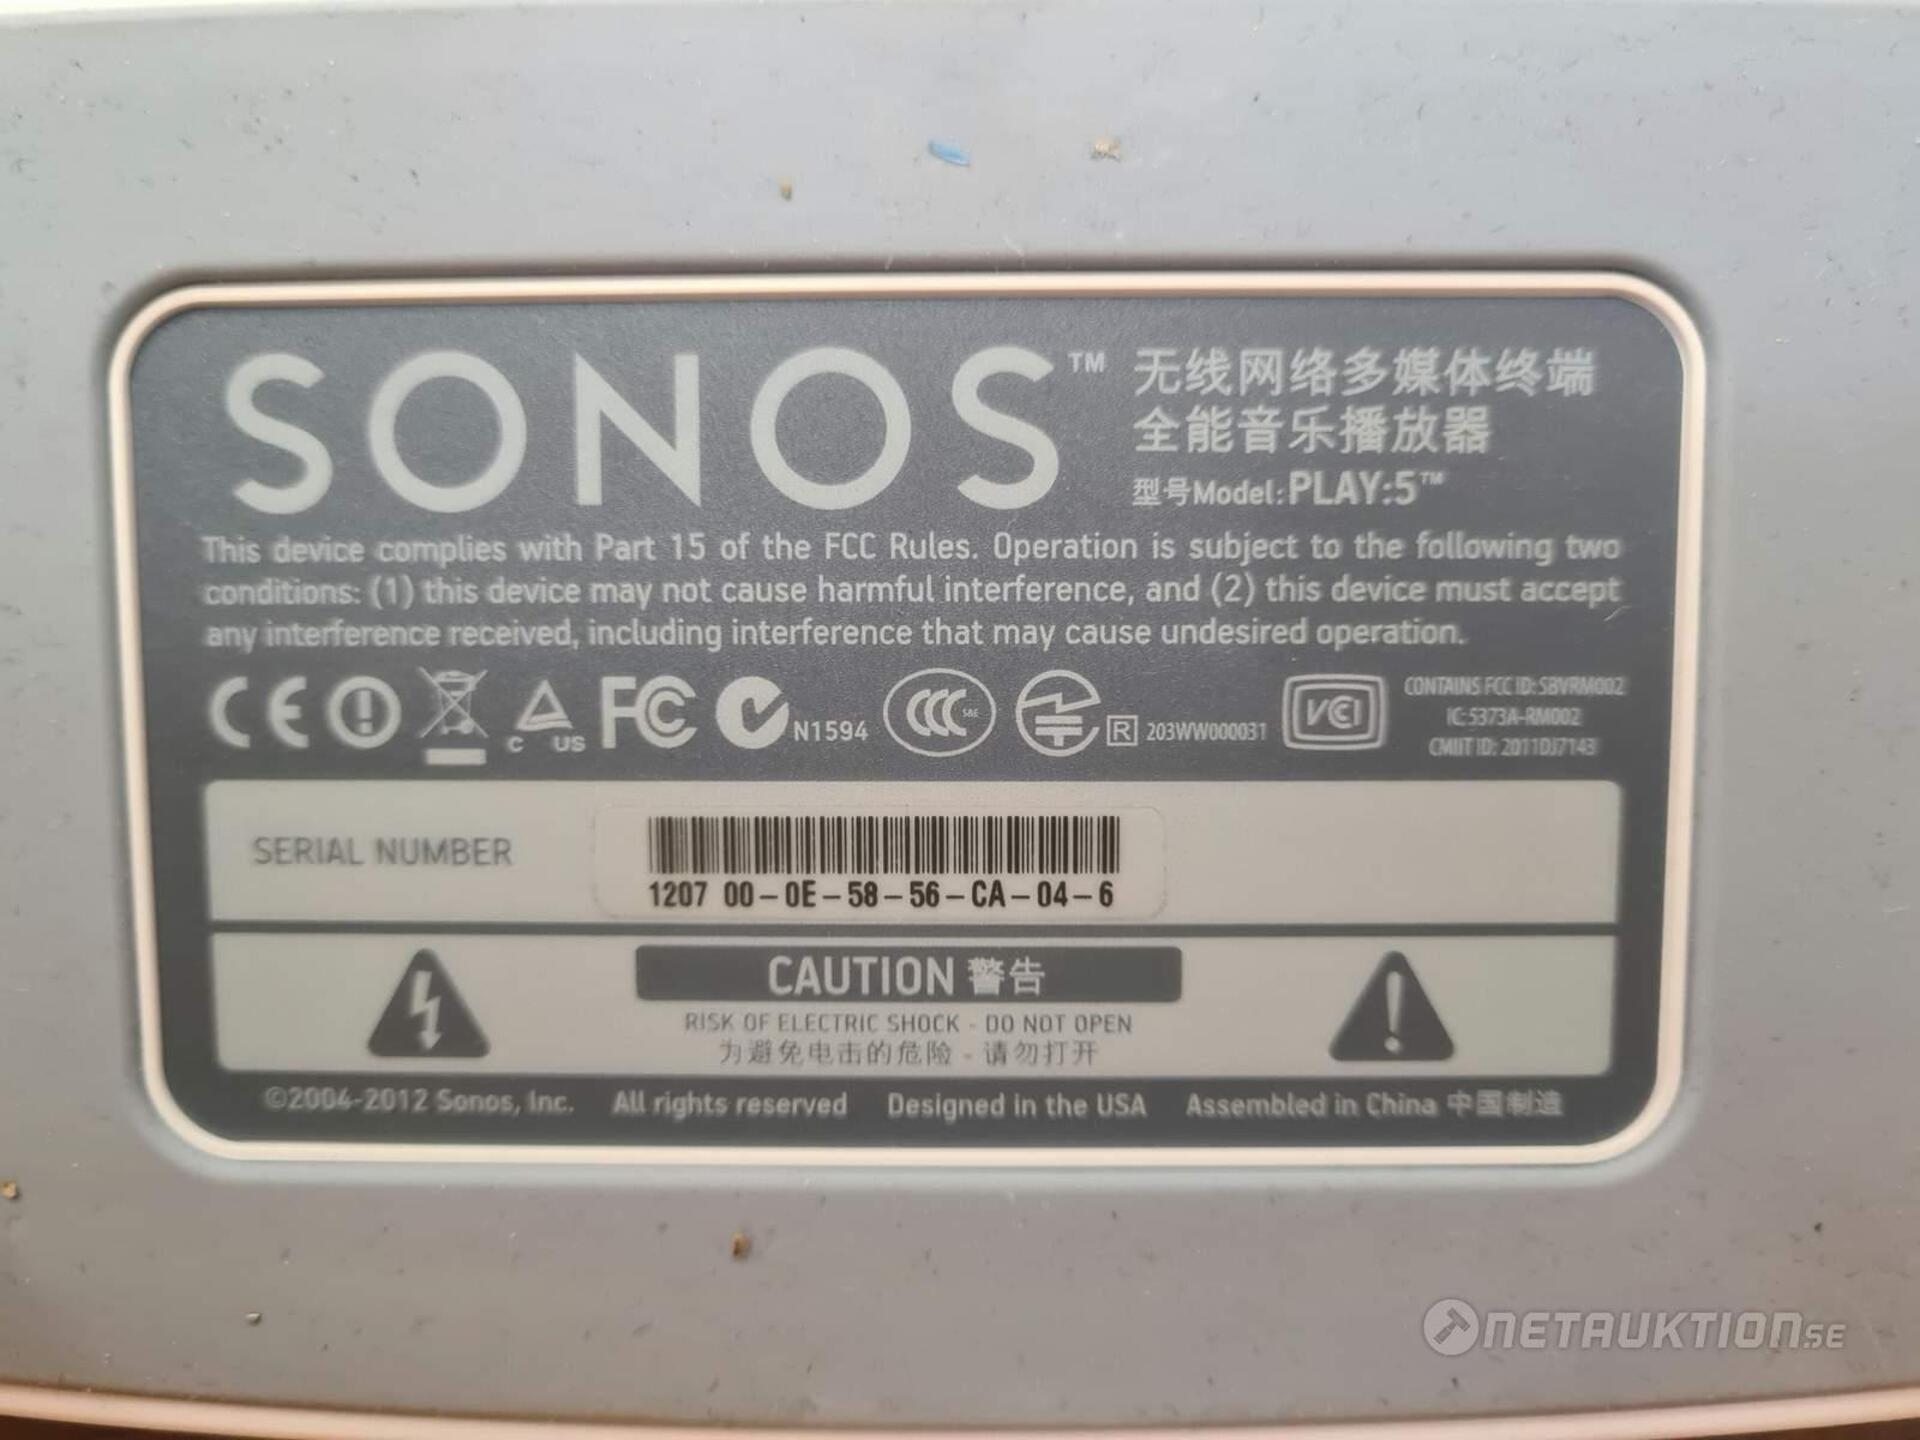 SONOS™
无线网络多媒体终端
全能音乐播放器
型号Model: PLAY:5™
This device complies with Part 15 of the FCC Rules. Operation is subject to the following two
conditions: (1) this device may not cause harmful interference, and (2) this device must accept
any interference received, including interference that may cause undesired operation.
CE FC N1594 CCC S&E R 203WW000031 VCI
C US
CONTAINS FCC ID: SBVRM002
IC: 5373A-RM002
CMIIT ID: 2011DJ7143
SERIAL NUMBER
1207 00-0E-58-56-CA-04-6
CAUTION 警告
RISK OF ELECTRIC SHOCK - DO NOT OPEN
为避免电击的危险 - 请勿打开
©2004-2012 Sonos, Inc. All rights reserved Designed in the USA Assembled in China 中国制造
NETAUKTION.SE